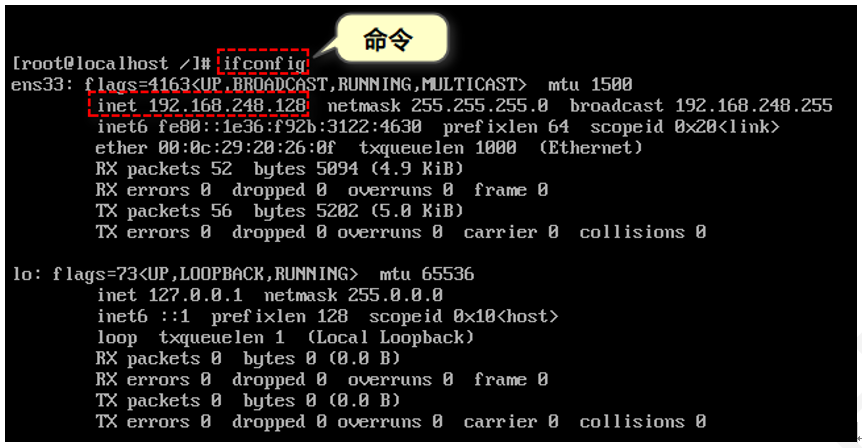 命令
[root@localhost /]# ifconfig
ens33: flags=4163<UP,BROADCAST,RUNNING,MULTICAST>  mtu 1500
        inet 192.168.248.128  netmask 255.255.255.0  broadcast 192.168.248.255
        inet6 fe80::1e36:f92b:3122:4630  prefixlen 64  scopeid 0x20<link>
        ether 00:0c:29:20:26:0f  txqueuelen 1000  (Ethernet)
        RX packets 52  bytes 5094 (4.9 KiB)
        RX errors 0  dropped 0  overruns 0  frame 0
        TX packets 56  bytes 5202 (5.0 KiB)
        TX errors 0  dropped 0 overruns 0  carrier 0  collisions 0
lo: flags=73<UP,LOOPBACK,RUNNING>  mtu 65536
        inet 127.0.0.1  netmask 255.0.0.0
        inet6 ::1  prefixlen 128  scopeid 0x10<host>
        loop  txqueuelen 1  (Local Loopback)
        RX packets 0  bytes 0 (0.0 B)
        RX errors 0  dropped 0  overruns 0  frame 0
        TX packets 0  bytes 0 (0.0 B)
        TX errors 0  dropped 0 overruns 0  carrier 0  collisions 0